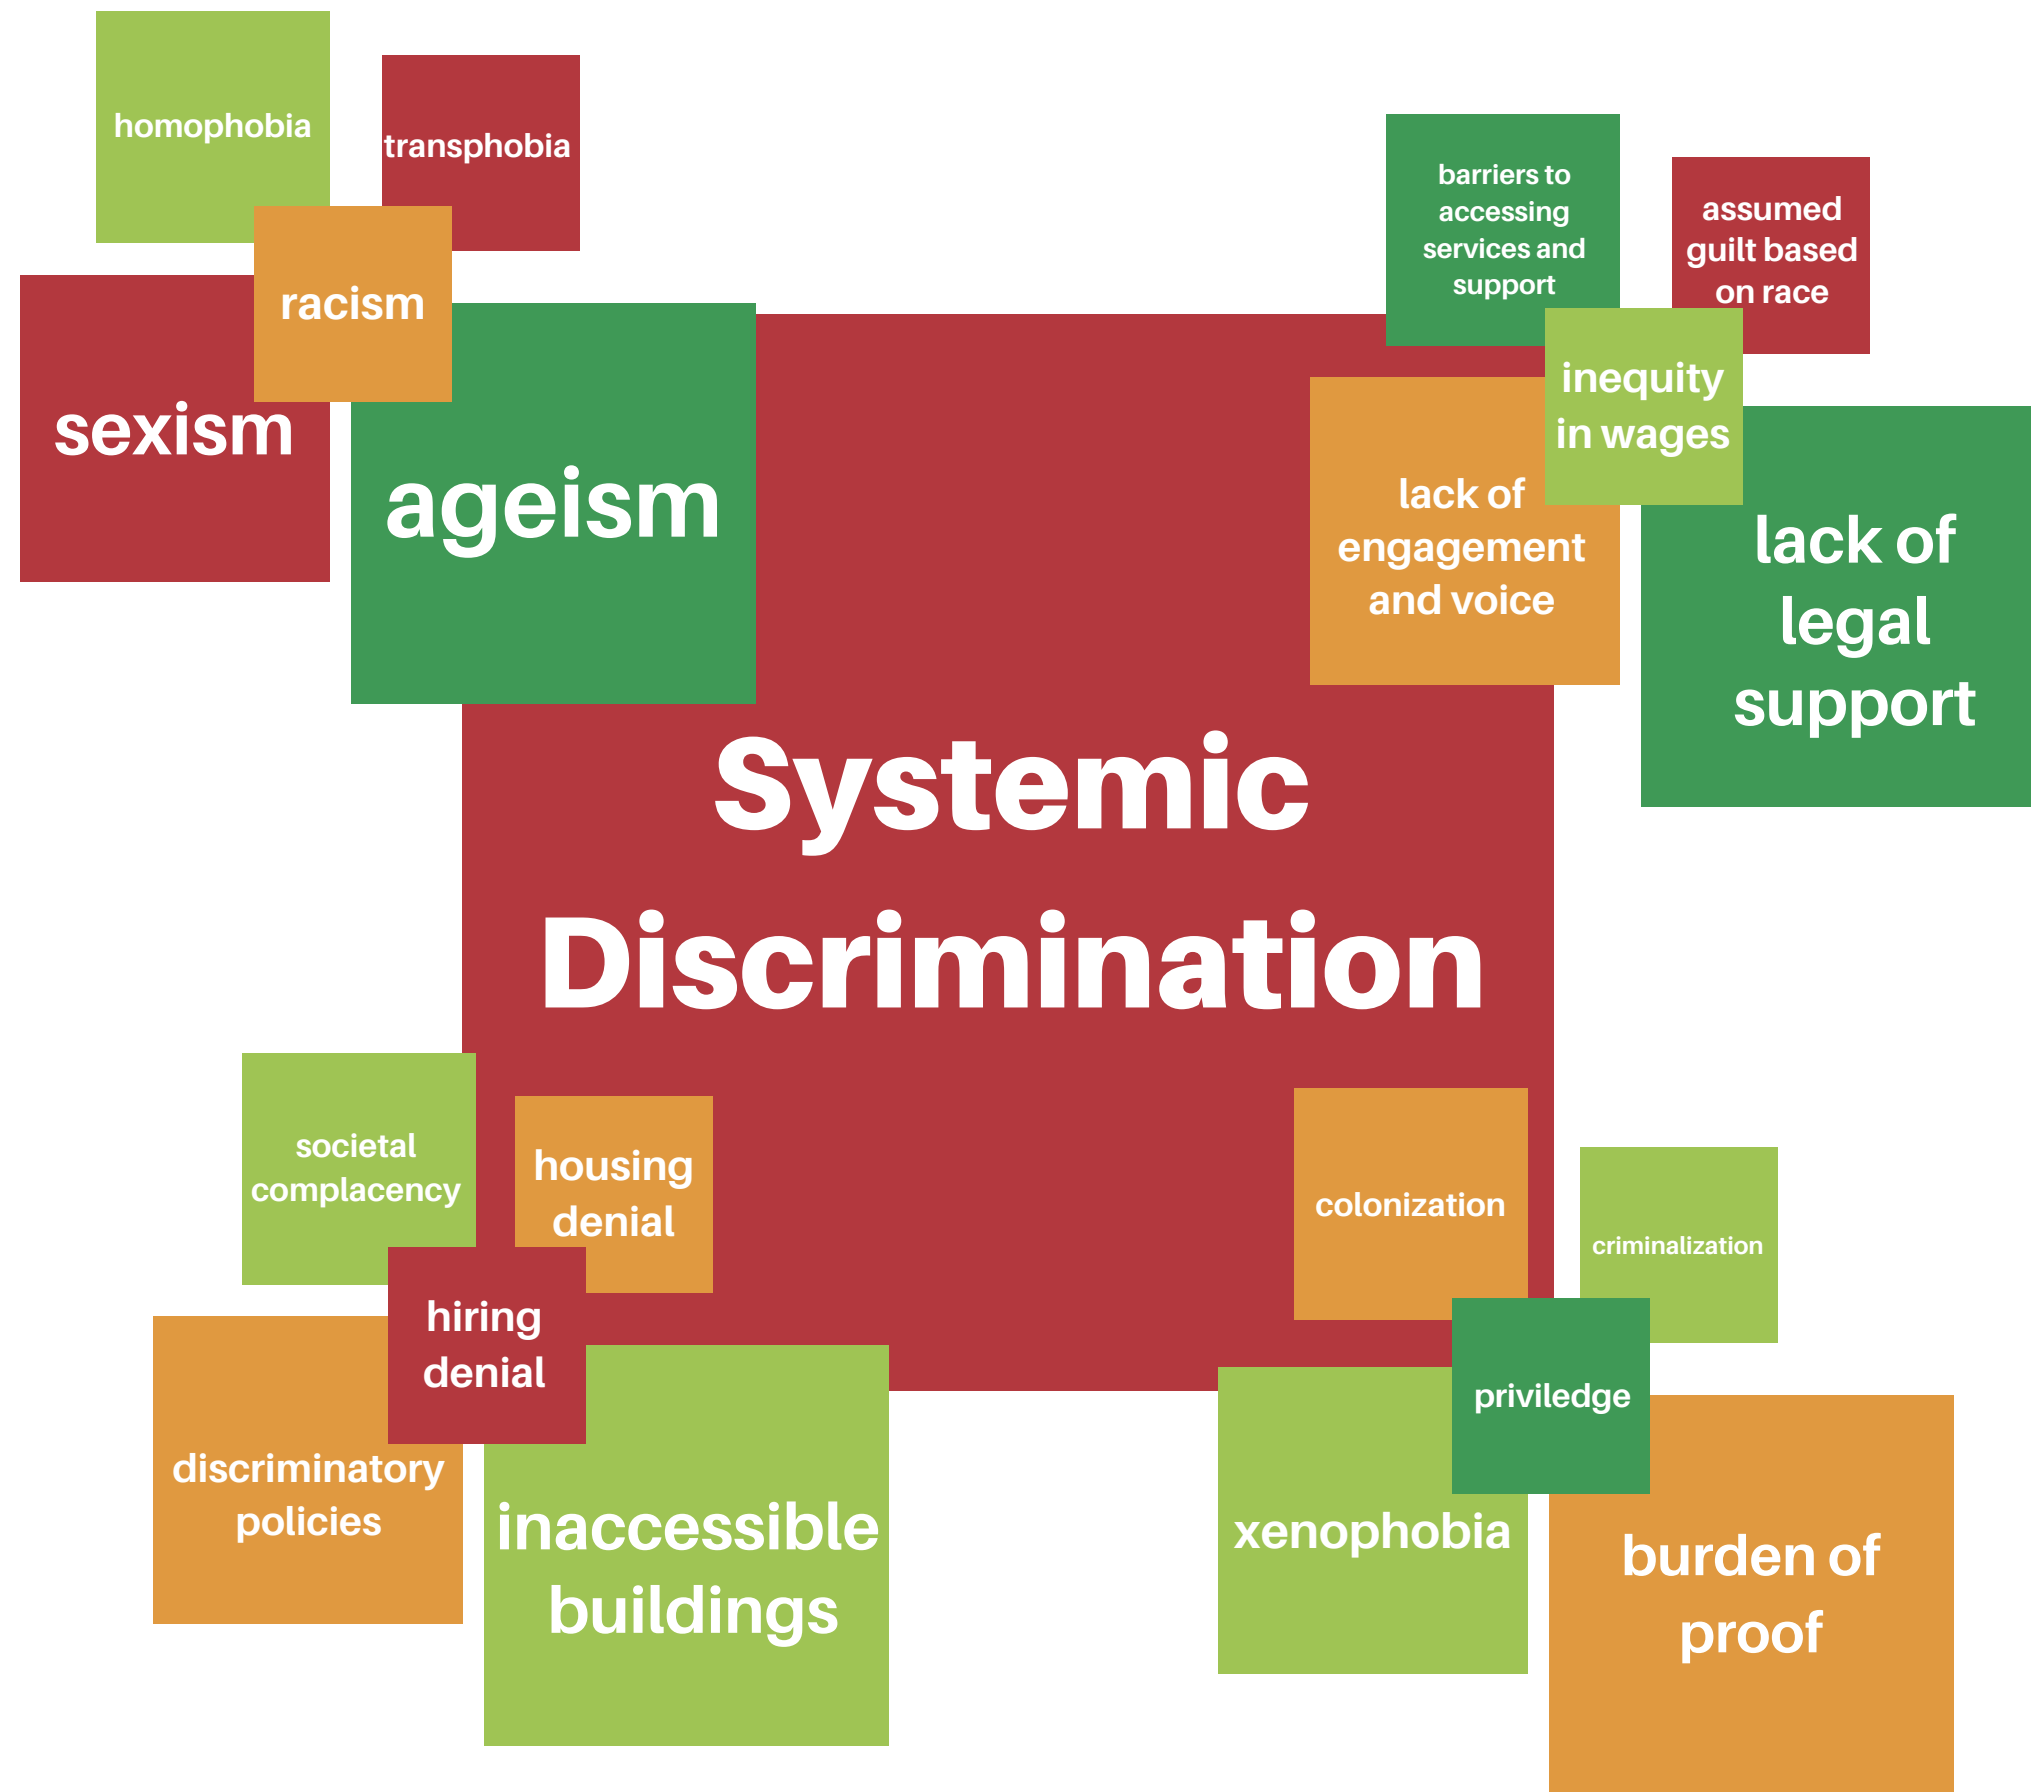 homophobia
transphobia
racism
sexism
ageism
barriers to
accessing
services and
support
assumed
guilt based
on race
inequity
in wages
lack of
engagement
and voice
lack of
legal
support
Systemic
Discrimination
societal
complacency
housing
denial
hiring
denial
discriminatory
policies
inaccessible
buildings
colonization
criminalization
priviledge
xenophobia
burden of
proof